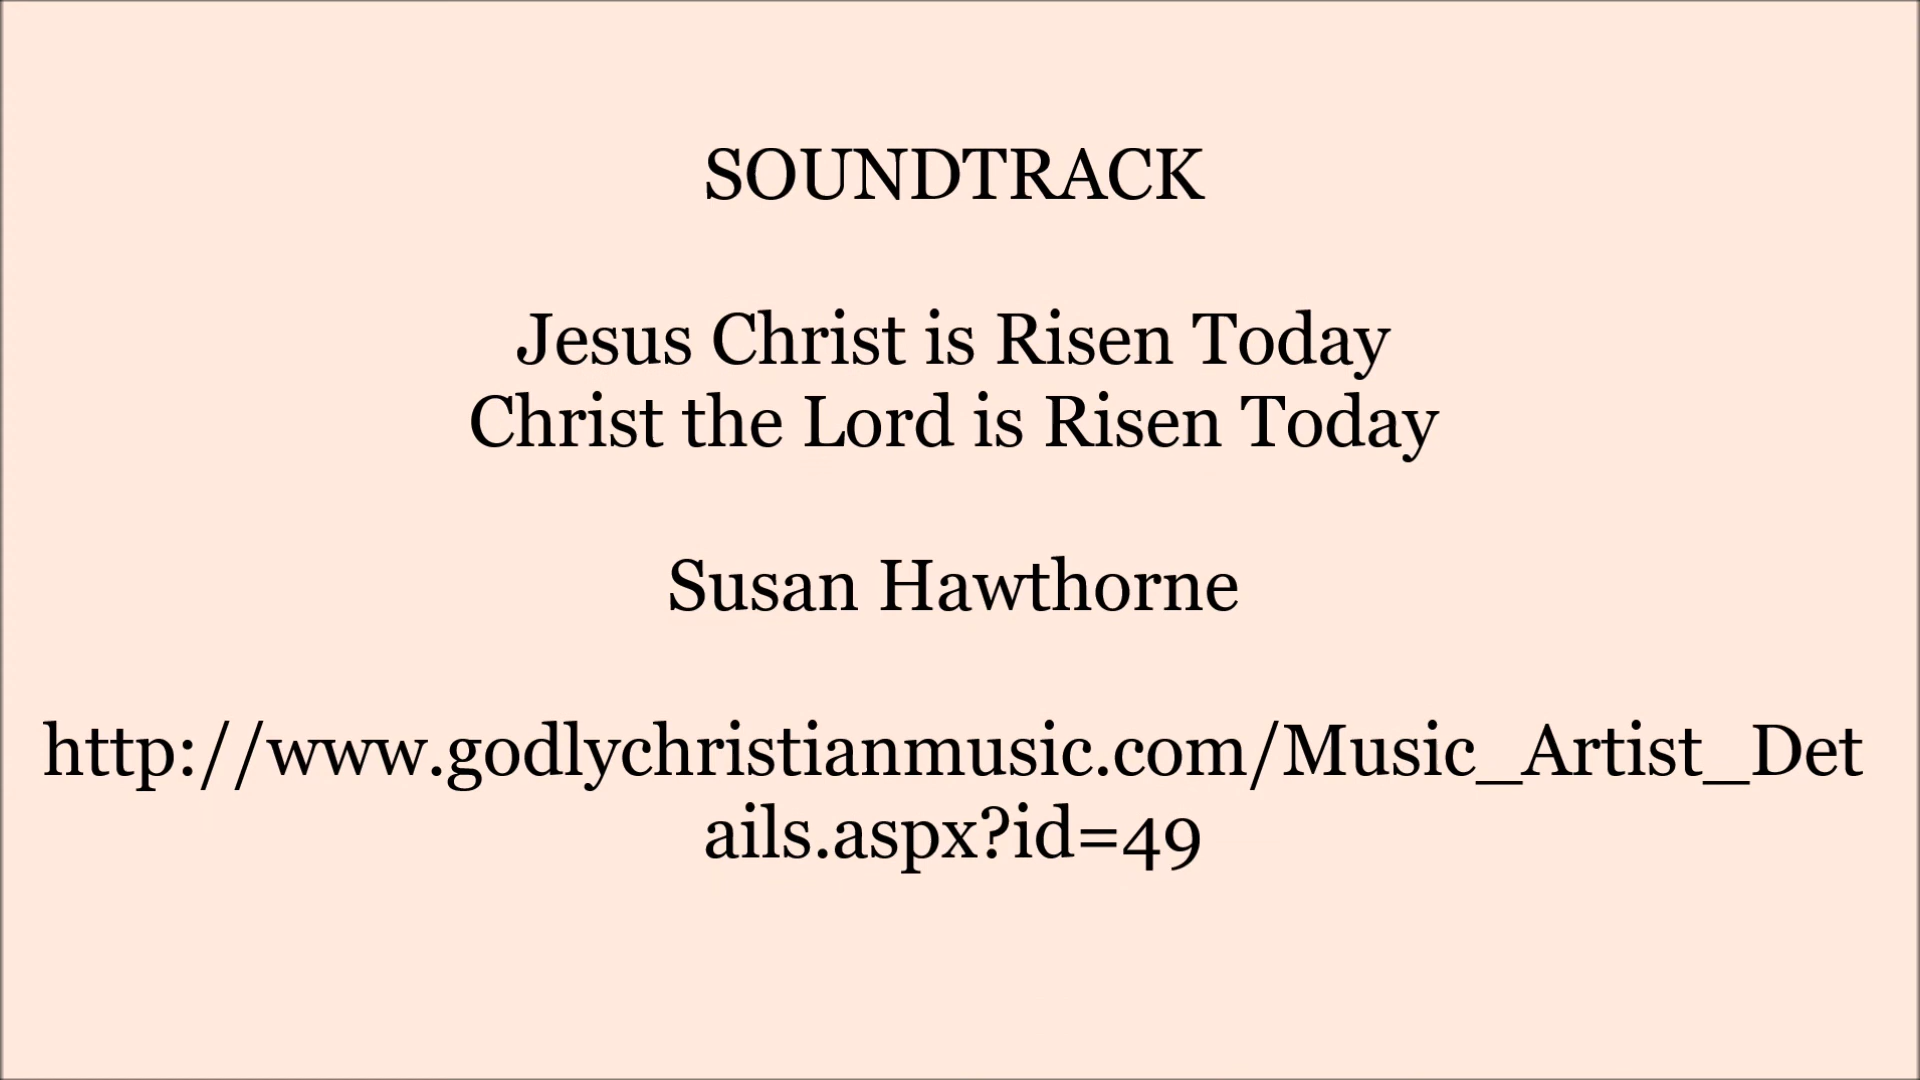 SOUNDTRACK
Jesus Christ is Risen Today
Christ the Lord is Risen Today
Susan Hawthorne
http://www.godlychristianmusic.com/Music_Artist_Det
ails.aspx?id=49